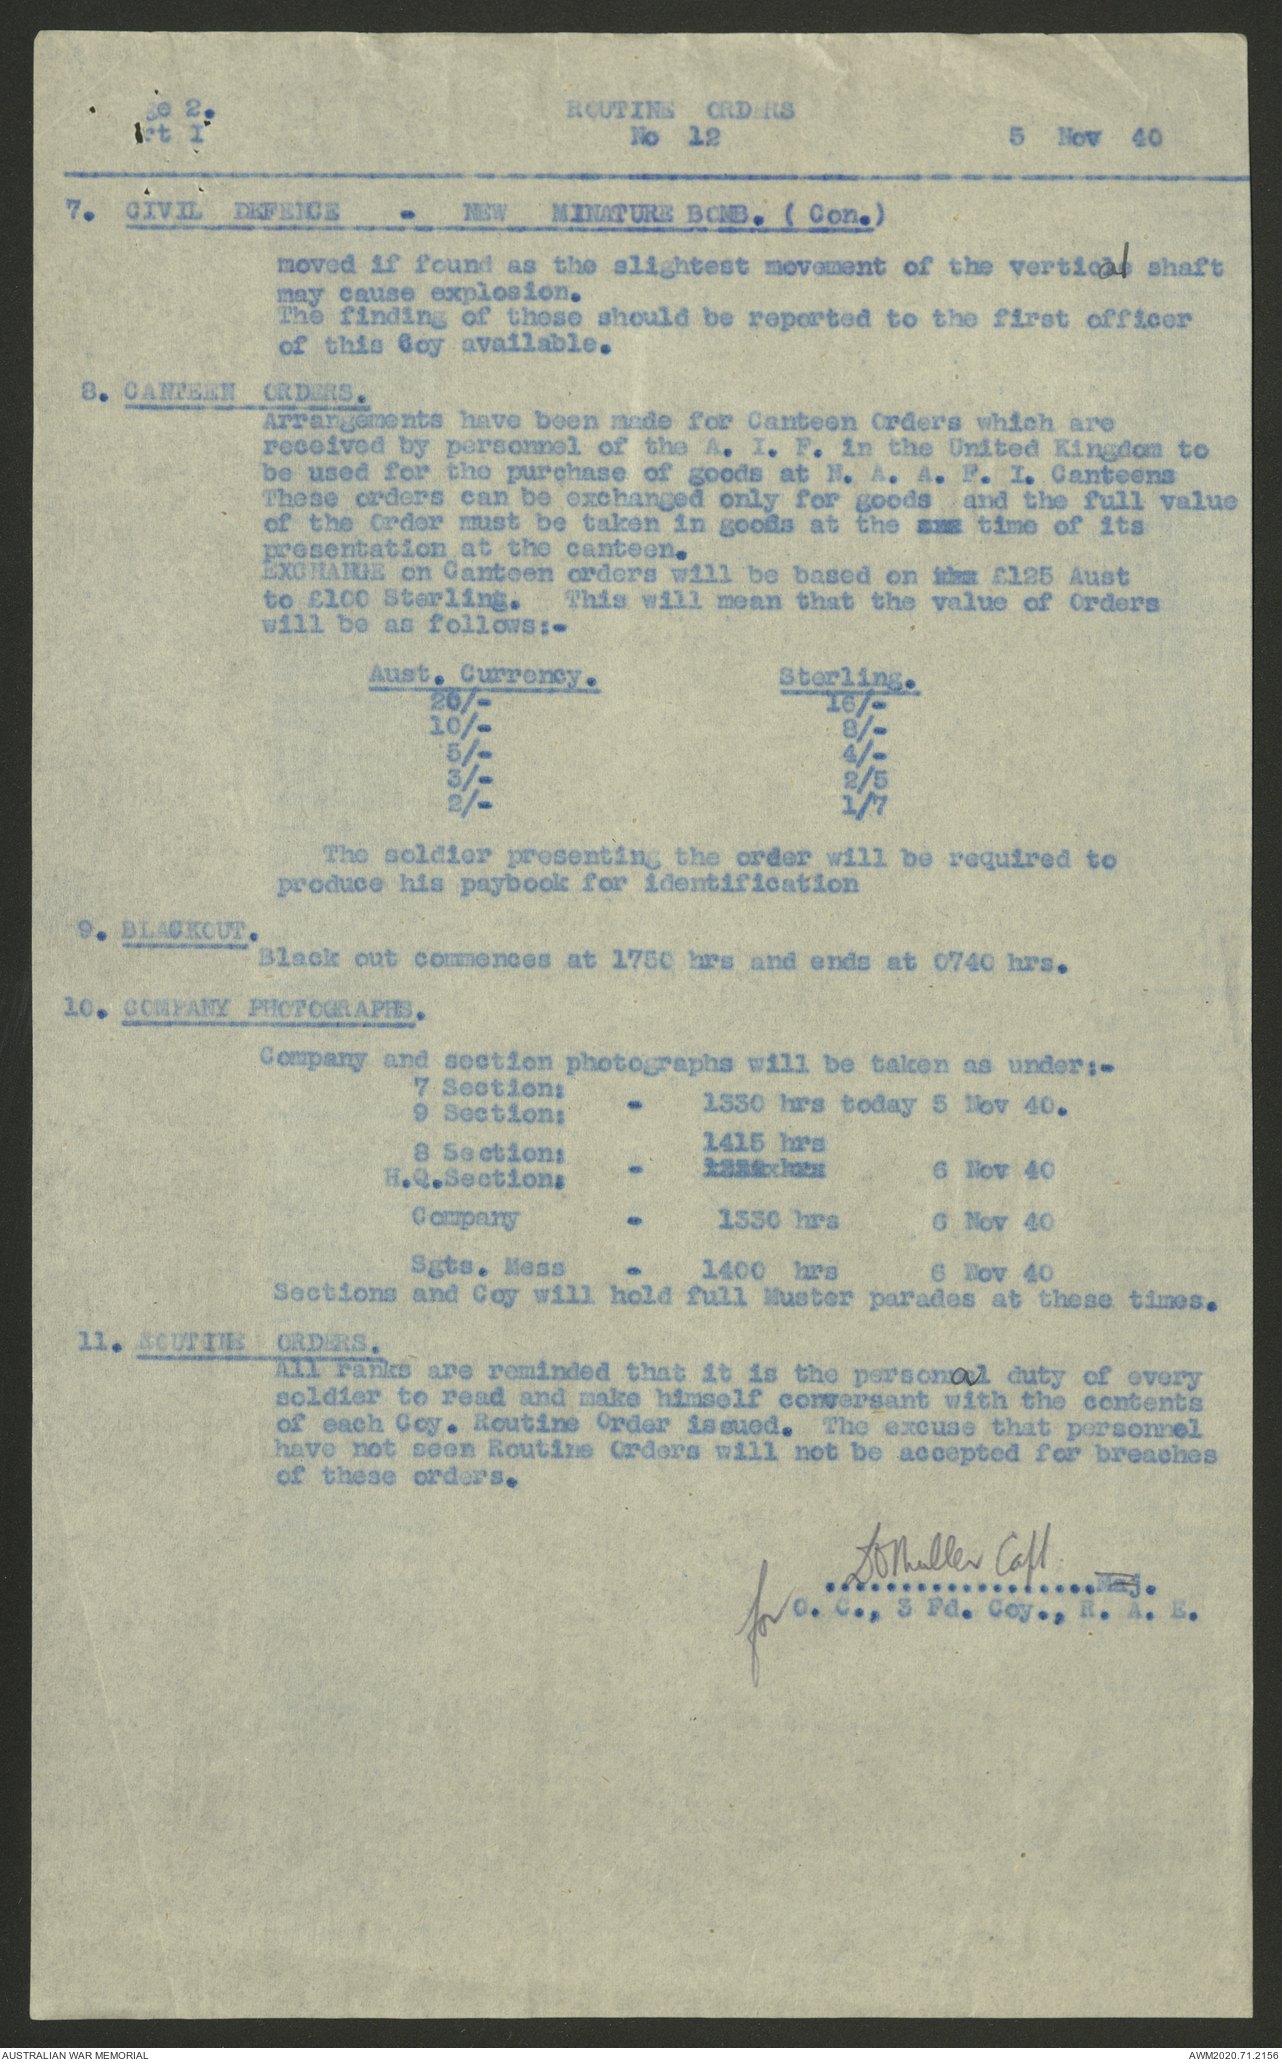 ge 2.
rt I
ROUTINE ORDERS
No 12
5 Nov 40
7. CIVIL DEFENCE - NEW MINATURE BOMB. ( Con.)
moved if found as the slightest movement of the vertical shaft
may cause explosion.
The finding of these should be reported to the first officer
of this Coy available.
8. CANTEEN ORDERS.
Arrangements have been made for Canteen Orders which are
received by personnel of the A. I. F. in the United Kingdom to
be used for the purchase of goods at N. A. A. F. I. Canteens
These orders can be exchanged only for goods and the full value
of the Order must be taken in goods at the time of its
presentation at the canteen.
EXCHANGE on Canteen orders will be based on £125 Aust
to £100 Sterling. This will mean that the value of Orders
will be as follows:-
Aust. Currency. Sterling.
20/- 16/-
10/- 8/-
5/- 4/-
3/- 2/5
2/- 1/7
The soldier presenting the order will be required to
produce his paybook for identification
9. BLACKOUT.
Black out commences at 1750 hrs and ends at 0740 hrs.
10. COMPANY PHOTOGRAPHS.
Company and section photographs will be taken as under:-
7 Section:
9 Section: - 1330 hrs today 5 Nov 40.
8 Section: 1415 hrs
H.Q.Section: - 6 Nov 40
Company - 1330 hrs 6 Nov 40
Sgts. Mess - 1400 hrs 6 Nov 40
Sections and Coy will hold full Muster parades at these times.
11. ROUTINE ORDERS.
All ranks are reminded that it is the personal duty of every
soldier to read and make himself conversant with the contents
of each Coy. Routine Order issued. The excuse that personnel
have not seen Routine Orders will not be accepted for breaches
of these orders.
Capt
..................Maj.
for O. C., 3 Fd. Coy., R. A. E.
AUSTRALIAN WAR MEMORIAL
AWM2020.71.2156